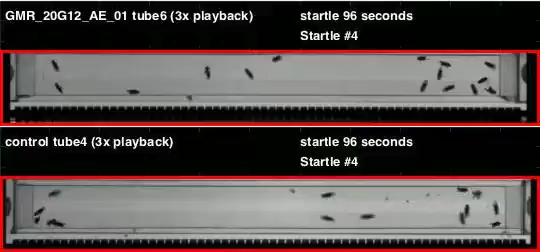 GMR_20G12_AE_01 tube6 (3x playback)
startle 96 seconds
Startle #4
control tube4 (3x playback)
startle 96 seconds
Startle #4